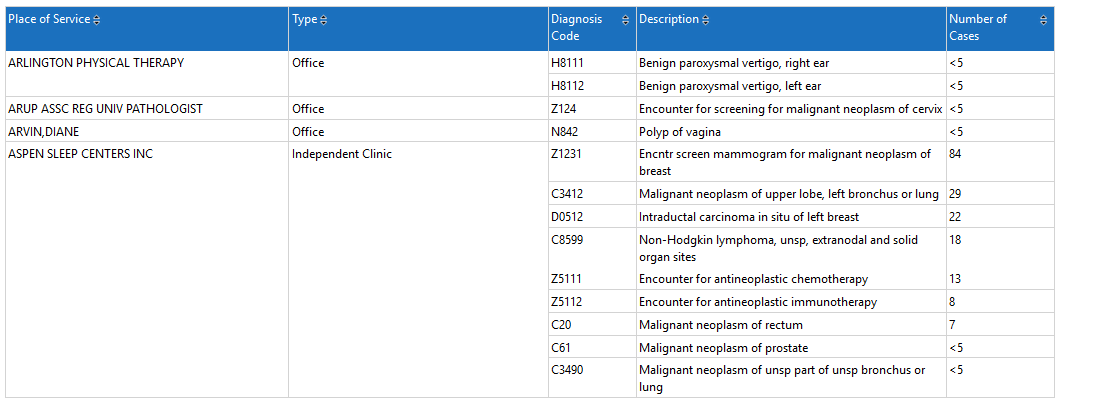 Place of Service Type Diagnosis Code Description Number of Cases
ARLINGTON PHYSICAL THERAPY Office H8111 Benign paroxysmal vertigo, right ear <5
H8112 Benign paroxysmal vertigo, left ear <5
ARUP ASSC REG UNIV PATHOLOGIST Office Z124 Encounter for screening for malignant neoplasm of cervix <5
ARVIN,DIANE Office N842 Polyp of vagina <5
ASPEN SLEEP CENTERS INC Independent Clinic Z1231 Encntr screen mammogram for malignant neoplasm of 84
breast
C3412 Malignant neoplasm of upper lobe, left bronchus or lung 29
D0512 Intraductal carcinoma in situ of left breast 22
C8599 Non-Hodgkin lymphoma, unsp, extranodal and solid 18
organ sites
Z5111 Encounter for antineoplastic chemotherapy 13
Z5112 Encounter for antineoplastic immunotherapy 8
C20 Malignant neoplasm of rectum 7
C61 Malignant neoplasm of prostate <5
C3490 Malignant neoplasm of unsp part of unsp bronchus or <5
lung